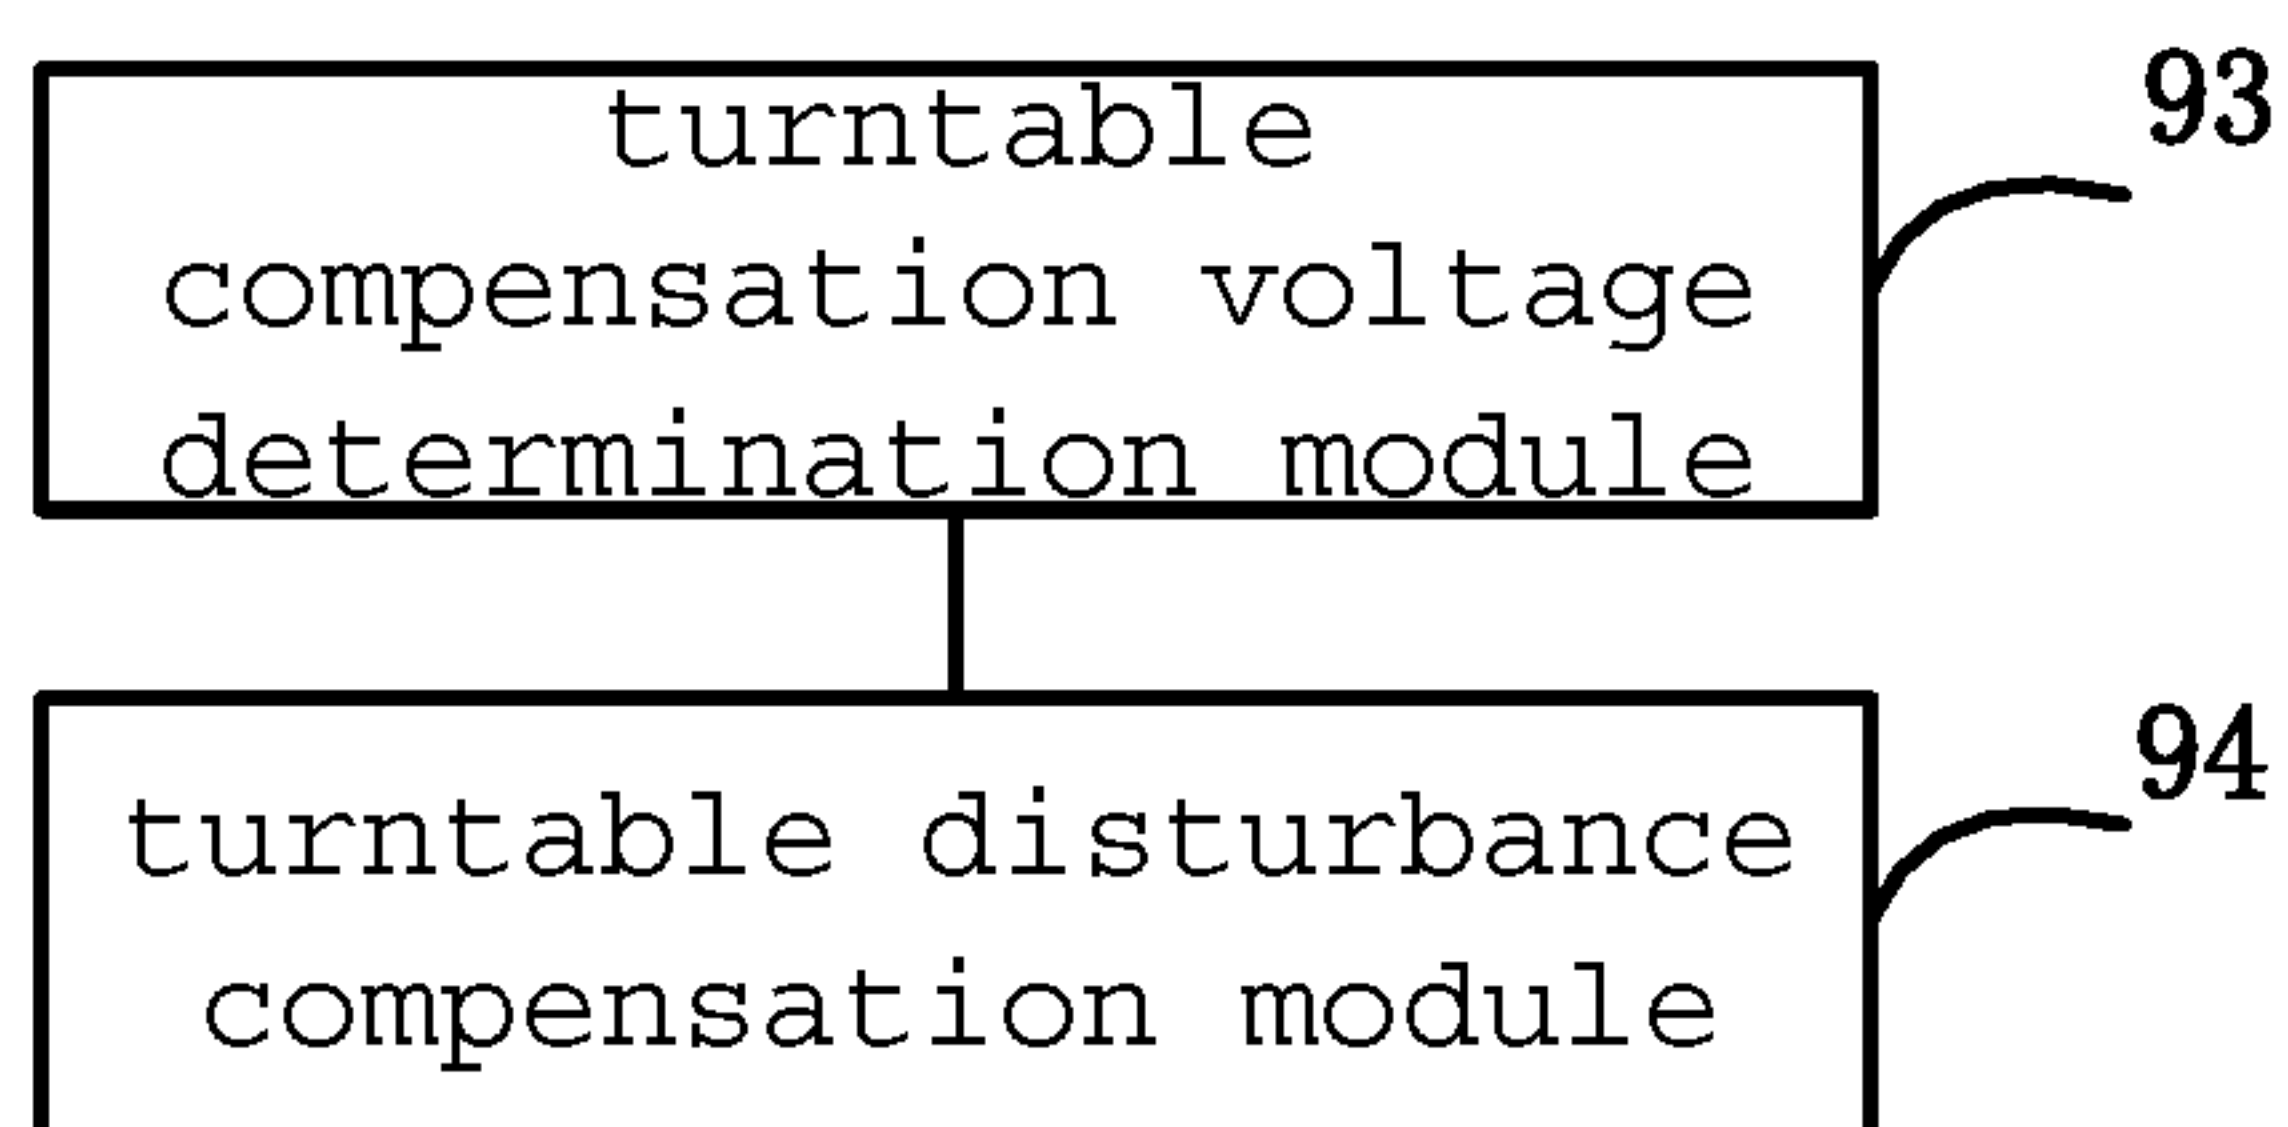 93
turntable
compensation voltage
determination module
94
turntable disturbance
compensation module